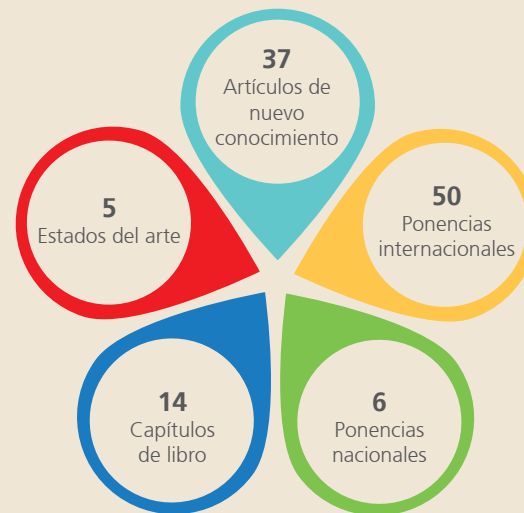 37
Artículos de
nuevo
conocimiento
50
Ponencias
internacionales
5
Estados del arte
14
Capítulos
de libro
6
Ponencias
nacionales